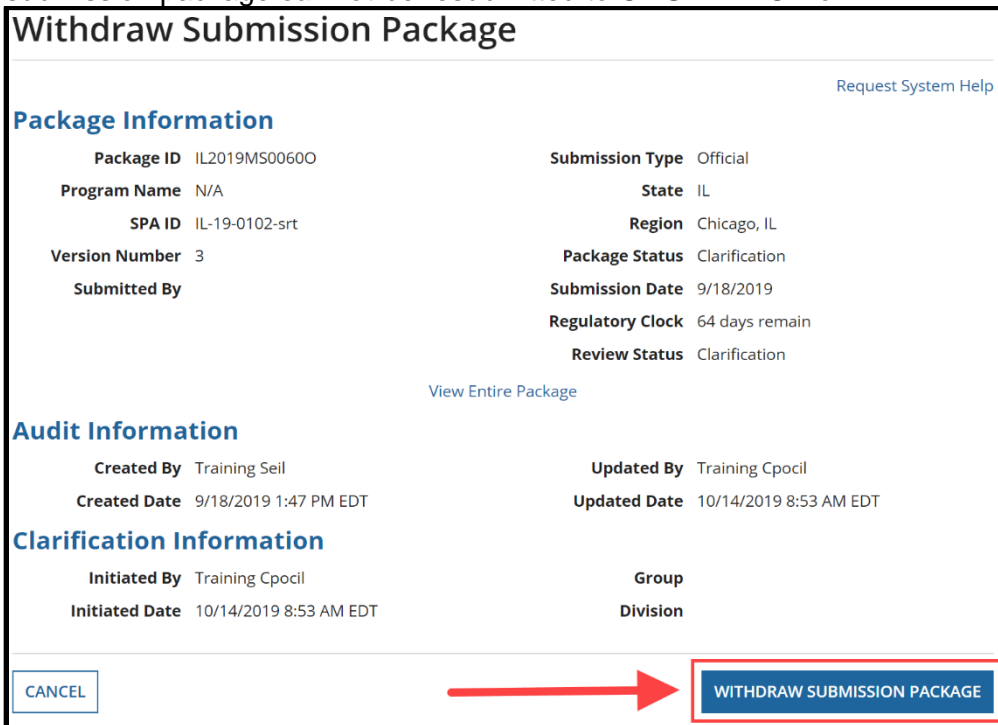 Withdraw Submission Package
Request System Help
Package Information
Package ID IL2019MS0060O Submission Type Official
Program Name N/A State IL
SPA ID IL-19-0102-srt Region Chicago, IL
Version Number 3 Package Status Clarification
Submitted By Submission Date 9/18/2019
Regulatory Clock 64 days remain
Review Status Clarification
View Entire Package
Audit Information
Created By Training Seil Updated By Training Cpocil
Created Date 9/18/2019 1:47 PM EDT Updated Date 10/14/2019 8:53 AM EDT
Clarification Information
Initiated By Training Cpocil Group
Initiated Date 10/14/2019 8:53 AM EDT Division
CANCEL WITHDRAW SUBMISSION PACKAGE